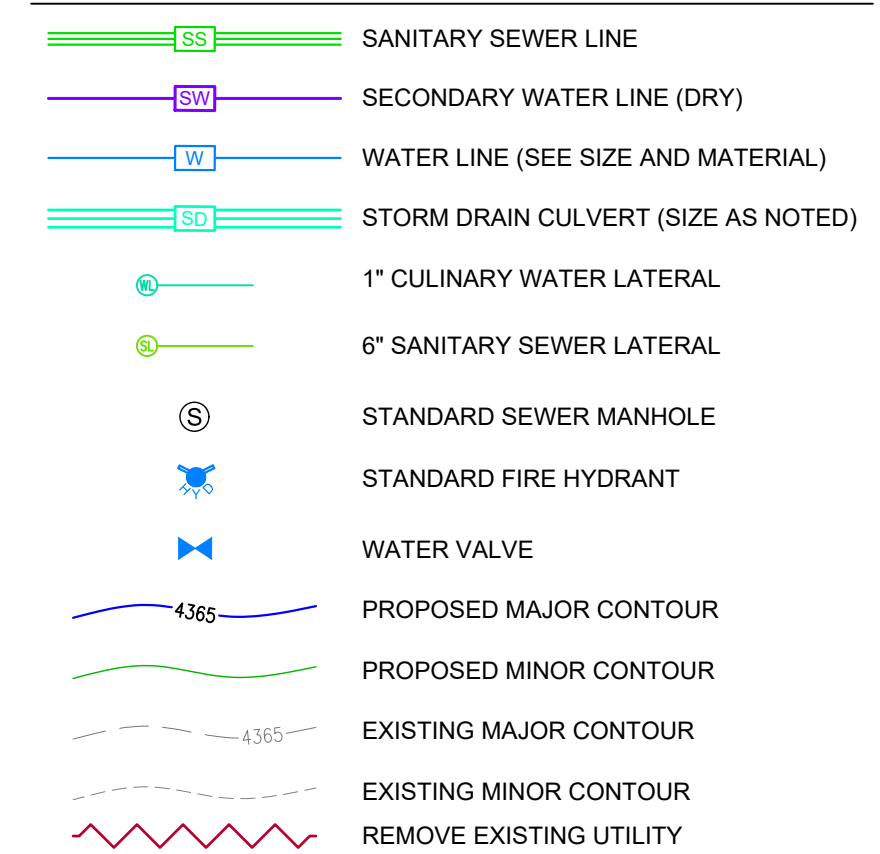 SS SANITARY SEWER LINE
SW SECONDARY WATER LINE (DRY)
W WATER LINE (SEE SIZE AND MATERIAL)
SD STORM DRAIN CULVERT (SIZE AS NOTED)
WL 1" CULINARY WATER LATERAL
SL 6" SANITARY SEWER LATERAL
S STANDARD SEWER MANHOLE
HYD STANDARD FIRE HYDRANT
WATER VALVE
4365 PROPOSED MAJOR CONTOUR
PROPOSED MINOR CONTOUR
4365 EXISTING MAJOR CONTOUR
EXISTING MINOR CONTOUR
REMOVE EXISTING UTILITY